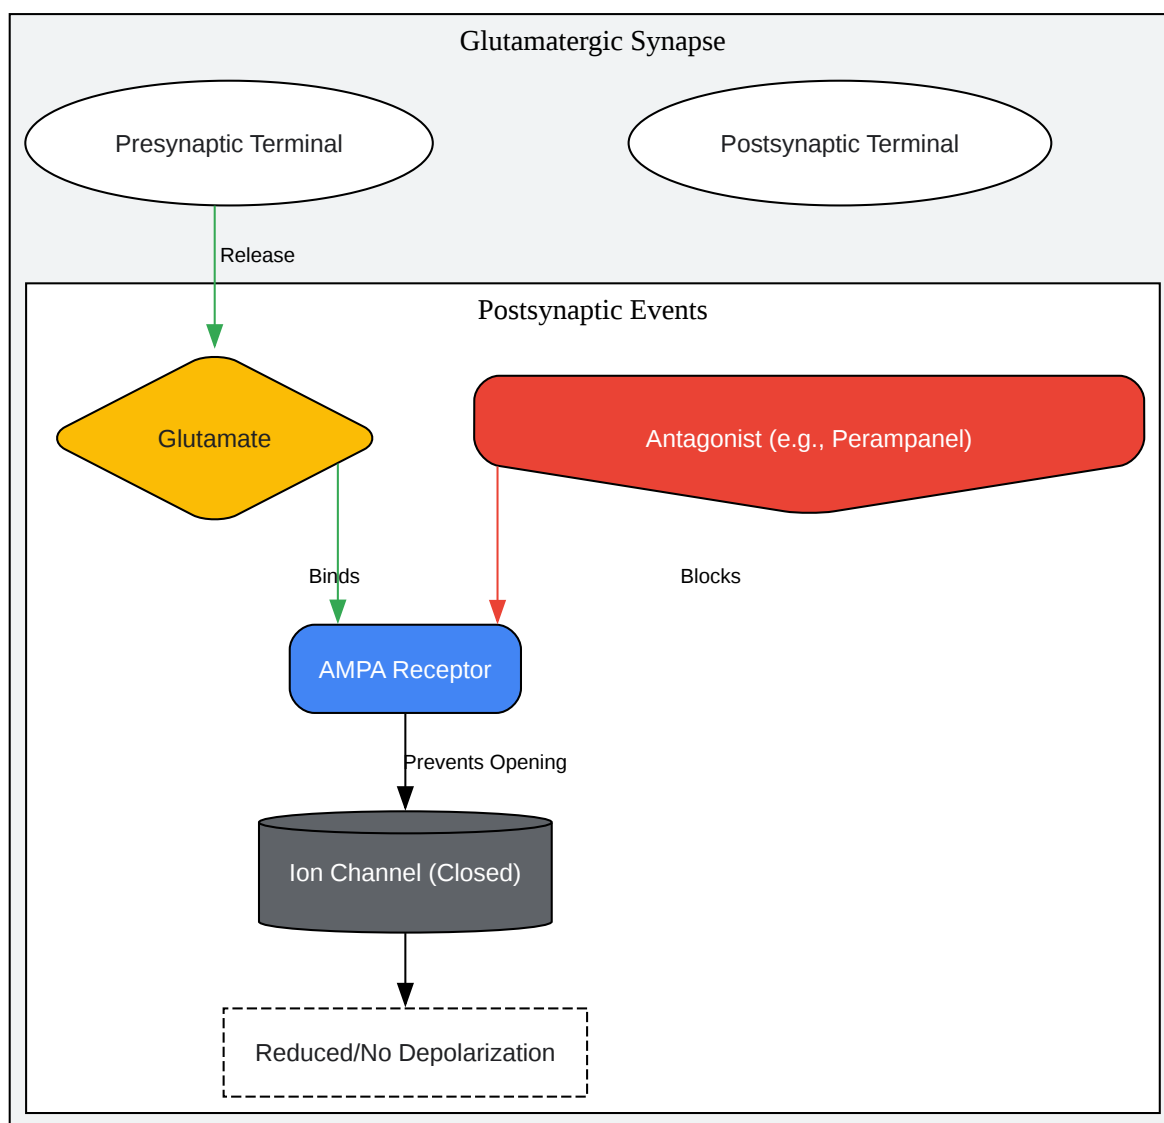 Glutamatergic Synapse
Presynaptic Terminal
Postsynaptic Terminal
Release
Postsynaptic Events
Glutamate
Antagonist (e.g., Perampanel)
Binds
Blocks
AMPA Receptor
Prevents Opening
Ion Channel (Closed)
Reduced/No Depolarization